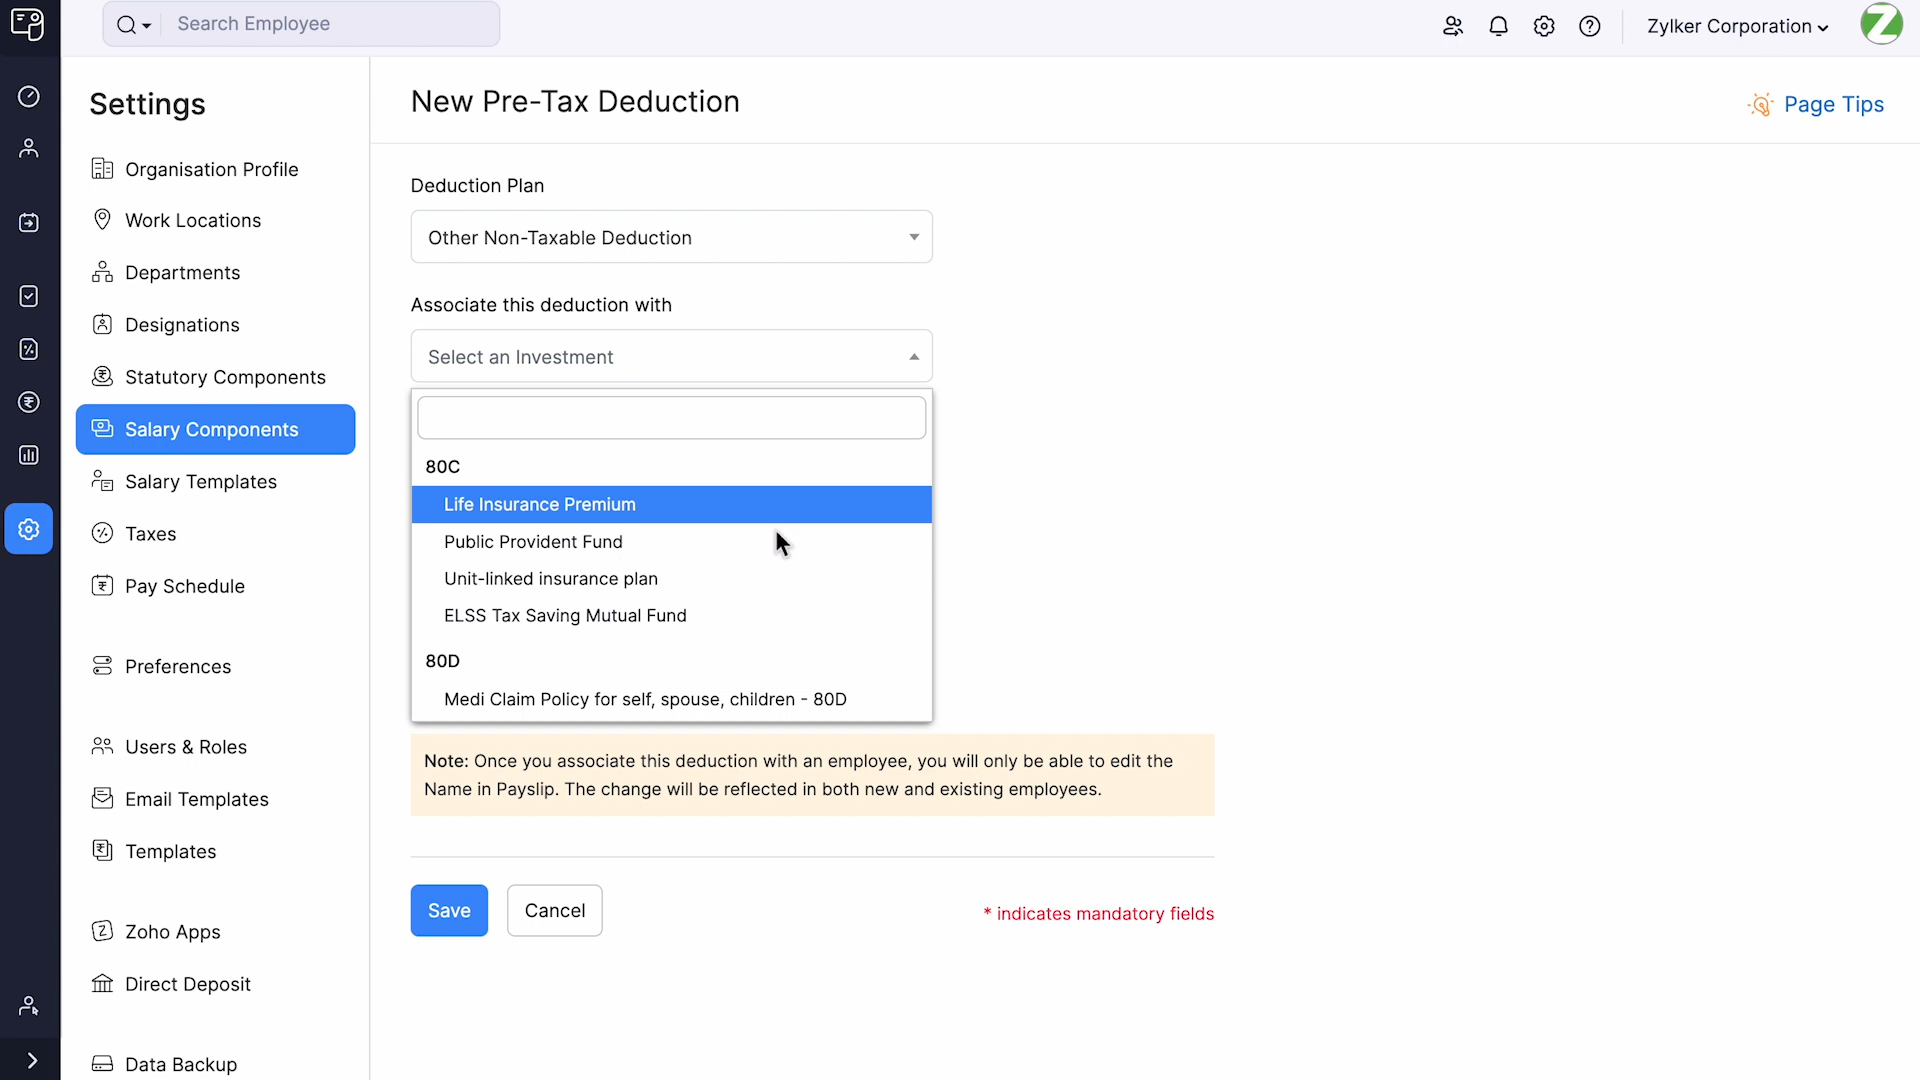 Search Employee
Zylker Corporation
Z
Settings
Organisation Profile
Work Locations
Departments
Designations
Statutory Components
Salary Components
Salary Templates
Taxes
Pay Schedule
Preferences
Users & Roles
Email Templates
Templates
Zoho Apps
Direct Deposit
Data Backup
New Pre-Tax Deduction
Page Tips
Deduction Plan
Other Non-Taxable Deduction
Associate this deduction with
Select an Investment
80C
Life Insurance Premium
Public Provident Fund
Unit-linked insurance plan
ELSS Tax Saving Mutual Fund
80D
Medi Claim Policy for self, spouse, children - 80D
Note: Once you associate this deduction with an employee, you will only be able to edit the
Name in Payslip. The change will be reflected in both new and existing employees.
Save
Cancel
* indicates mandatory fields